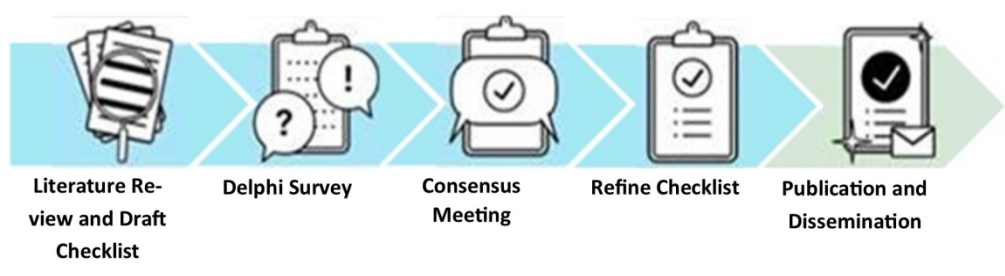 Literature Re-
view and Draft
Checklist
Delphi Survey
Consensus
Meeting
Refine Checklist
Publication and
Dissemination
?
!